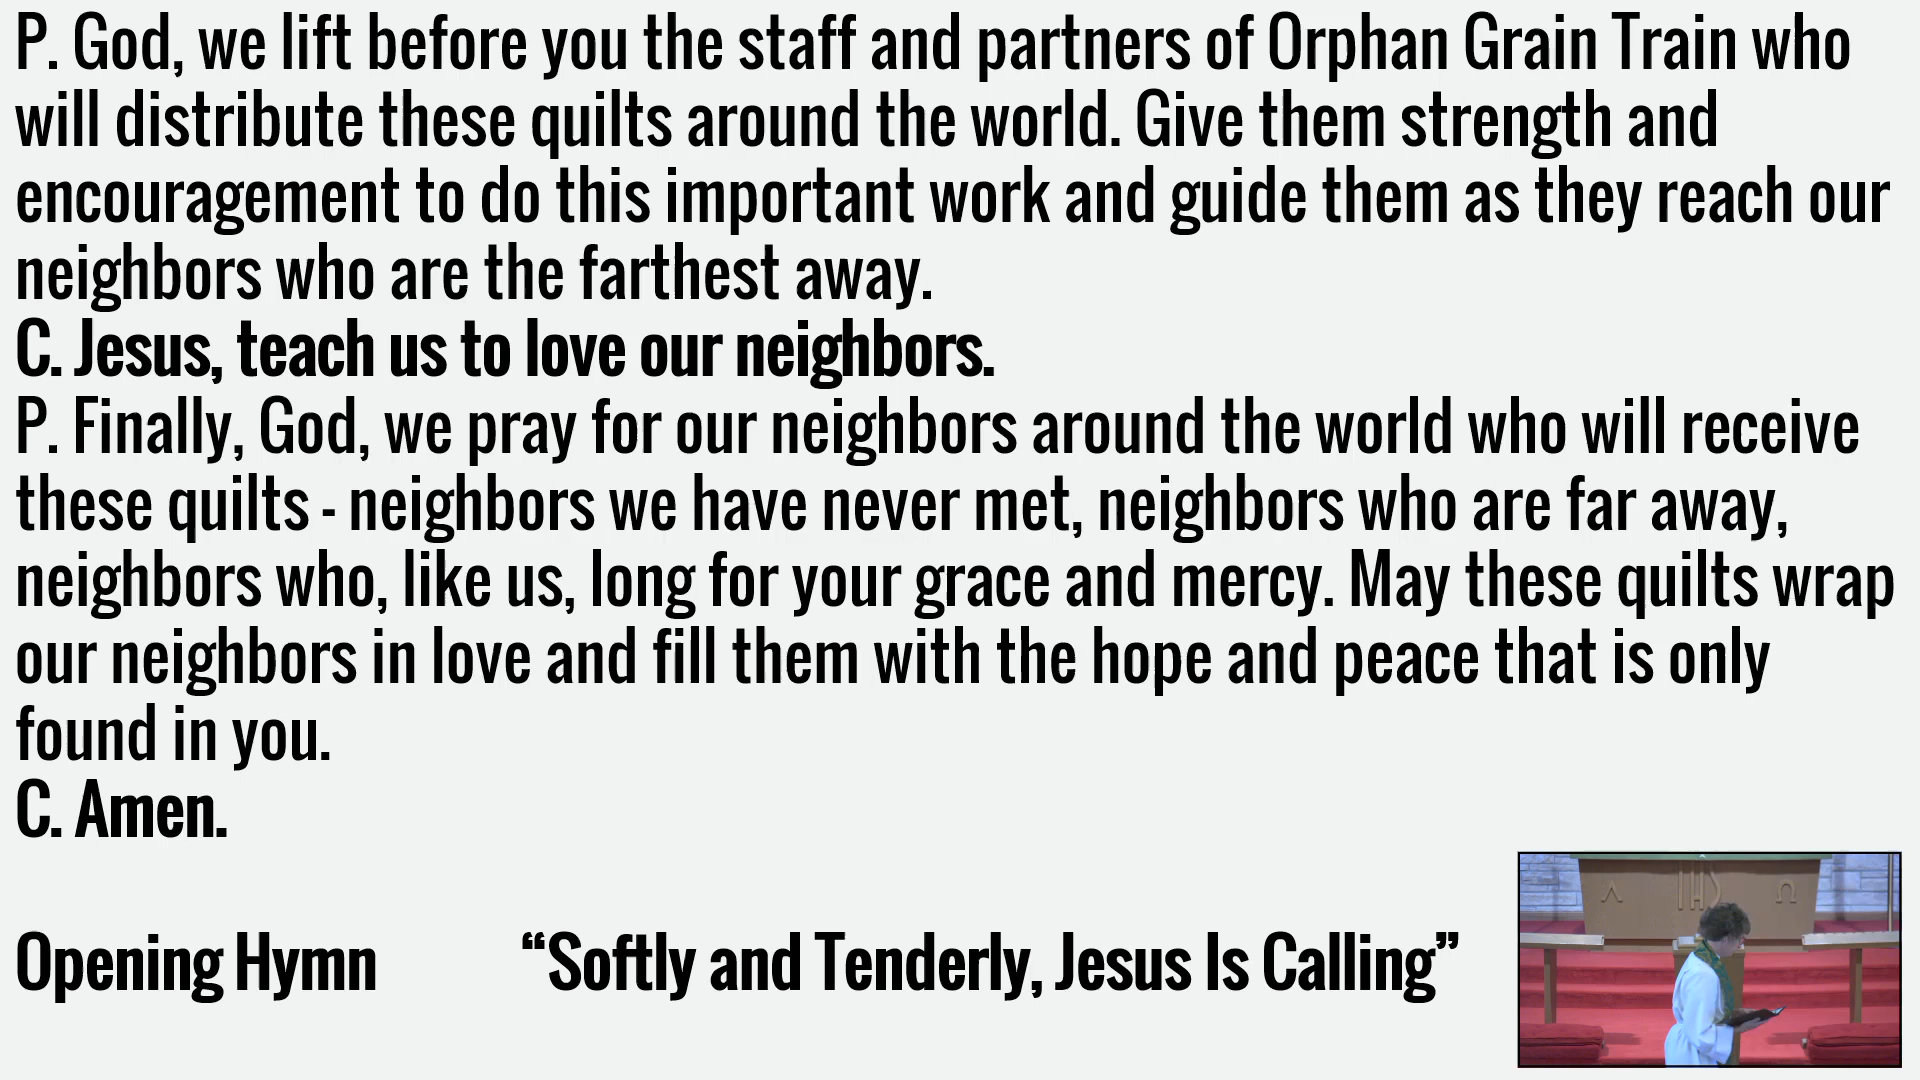 P. God, we lift before you the staff and partners of Orphan Grain Train who
will distribute these quilts around the world. Give them strength and
encouragement to do this important work and guide them as they reach our
neighbors who are the farthest away.
C. Jesus, teach us to love our neighbors.
P. Finally, God, we pray for our neighbors around the world who will receive
these quilts - neighbors we have never met, neighbors who are far away,
neighbors who, like us, long for your grace and mercy. May these quilts wrap
our neighbors in love and fill them with the hope and peace that is only
found in you.
C. Amen.
Opening Hymn “Softly and Tenderly, Jesus Is Calling”
Α IHS Ω